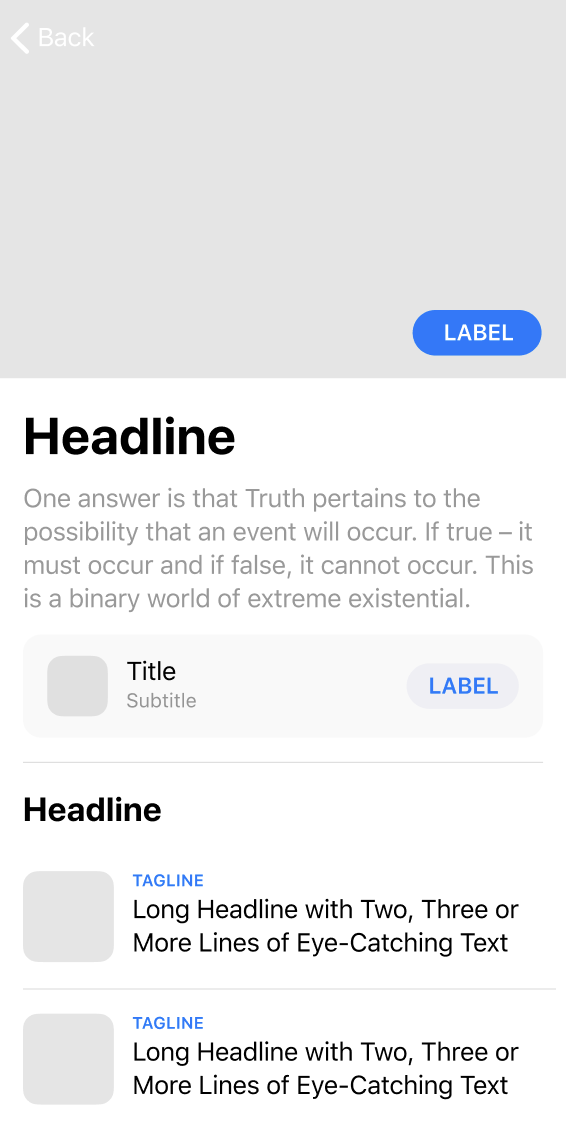 Back
LABEL
Headline
One answer is that Truth pertains to the
possibility that an event will occur. If true – it
must occur and if false, it cannot occur. This
is a binary world of extreme existential.
Title
Subtitle
LABEL
Headline
TAGLINE
Long Headline with Two, Three or
More Lines of Eye-Catching Text
TAGLINE
Long Headline with Two, Three or
More Lines of Eye-Catching Text